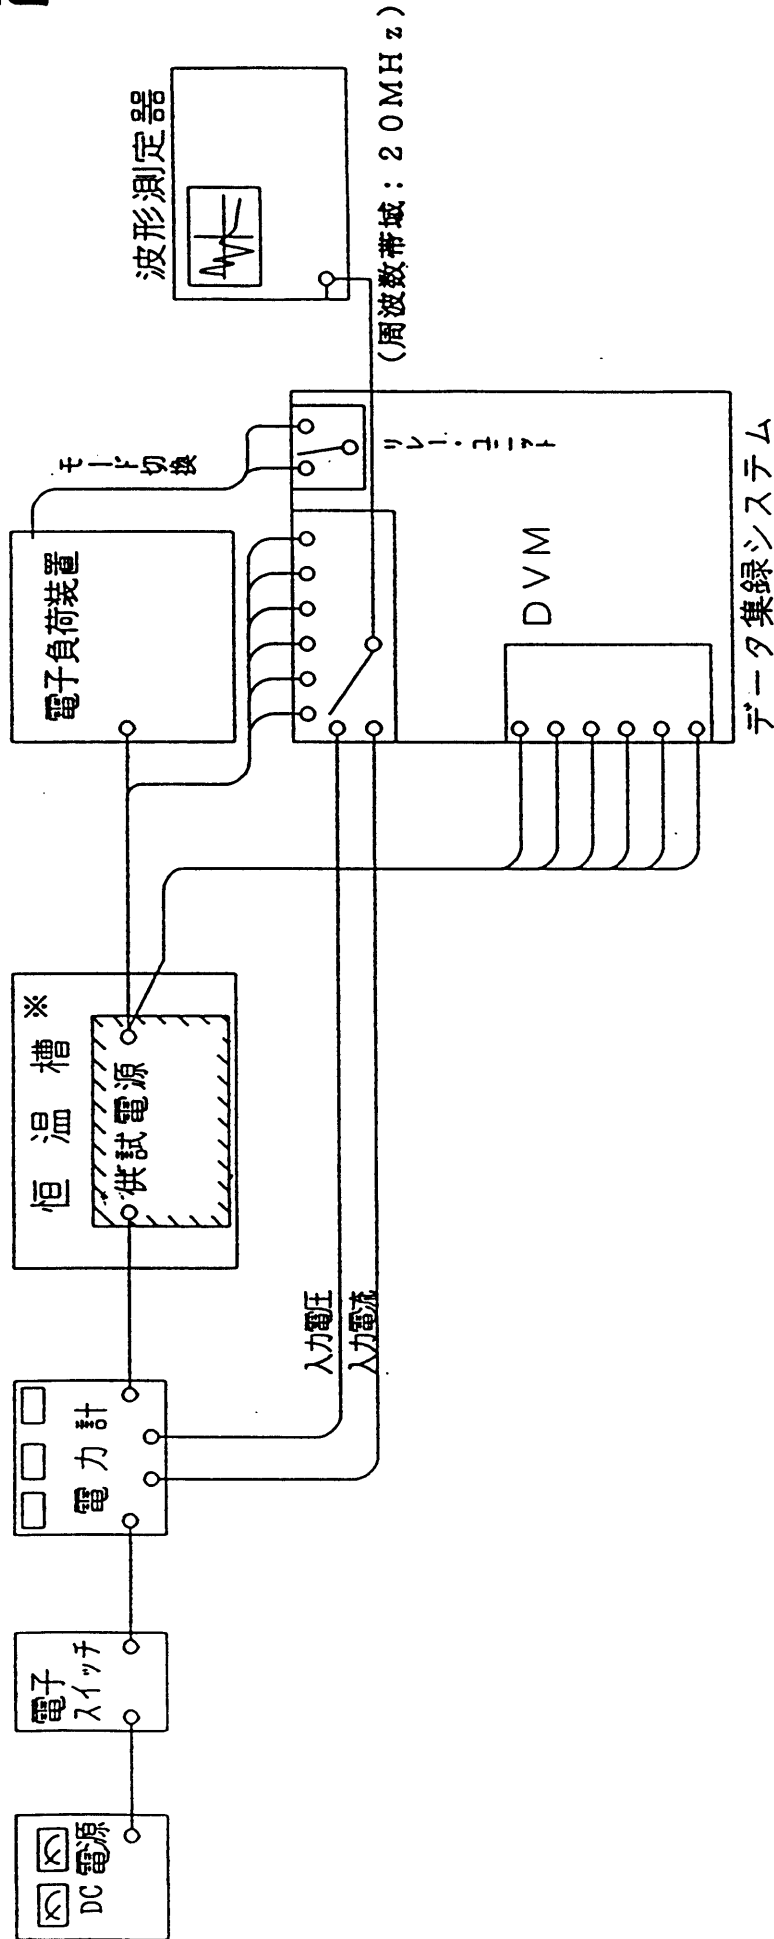 DC電源
電子
スイッチ
電力計
恒温槽※
供試電源
入力電圧
入力電流
電子負荷装置
モード切換
リレー・ユニット
DVM
データ集録システム
波形測定器
(周波数帯域：20MHz)